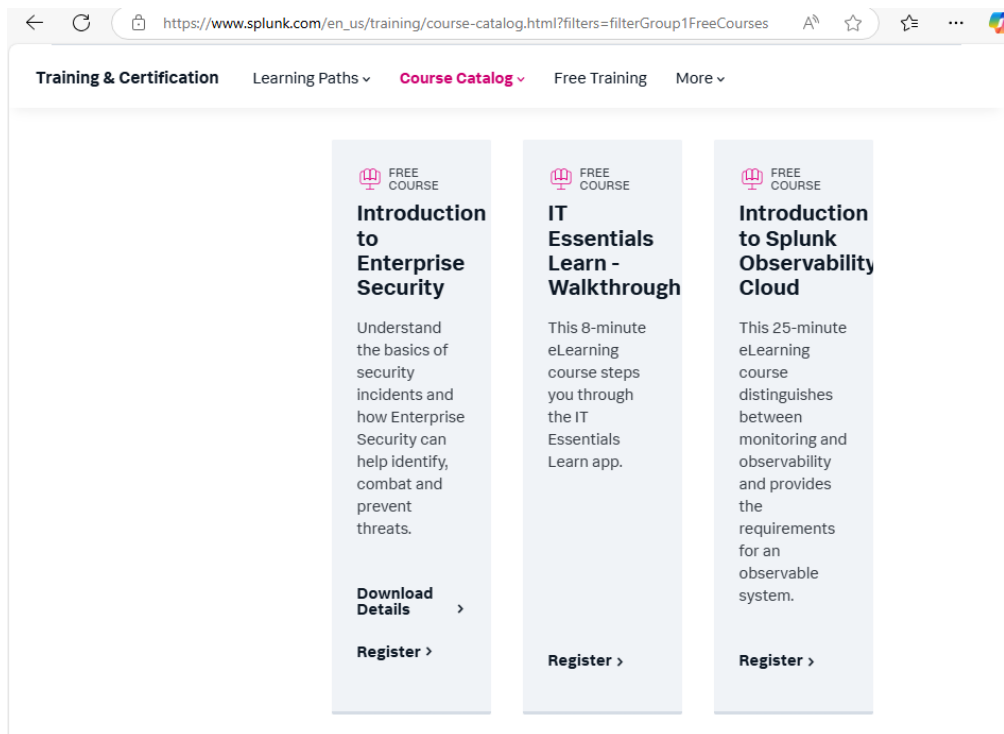 https://www.splunk.com/en_us/training/course-catalog.html?filters=filterGroup1FreeCourses
Training & Certification
Learning Paths
Course Catalog
Free Training
More
FREE
COURSE
Introduction
to
Enterprise
Security
Understand
the basics of
security
incidents and
how Enterprise
Security can
help identify,
combat and
prevent
threats.
Download
Details
Register
FREE
COURSE
IT
Essentials
Learn -
Walkthrough
This 8-minute
eLearning
course steps
you through
the IT
Essentials
Learn app.
Register
FREE
COURSE
Introduction
to Splunk
Observability
Cloud
This 25-minute
eLearning
course
distinguishes
between
monitoring and
observability
and provides
the
requirements
for an
observable
system.
Register